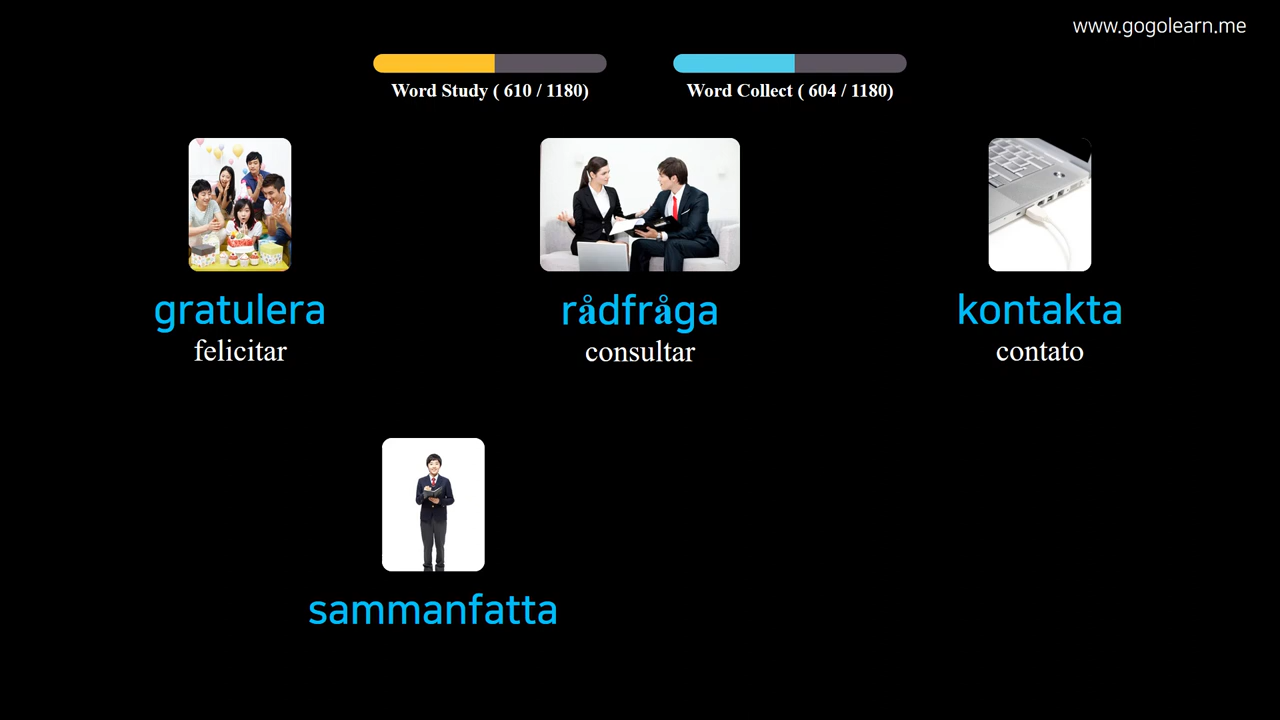 www.gogolearn.me
Word Study ( 610 / 1180)
Word Collect ( 604 / 1180)
gratulera
felicitar
rådfråga
consultar
kontakta
contato
sammanfatta